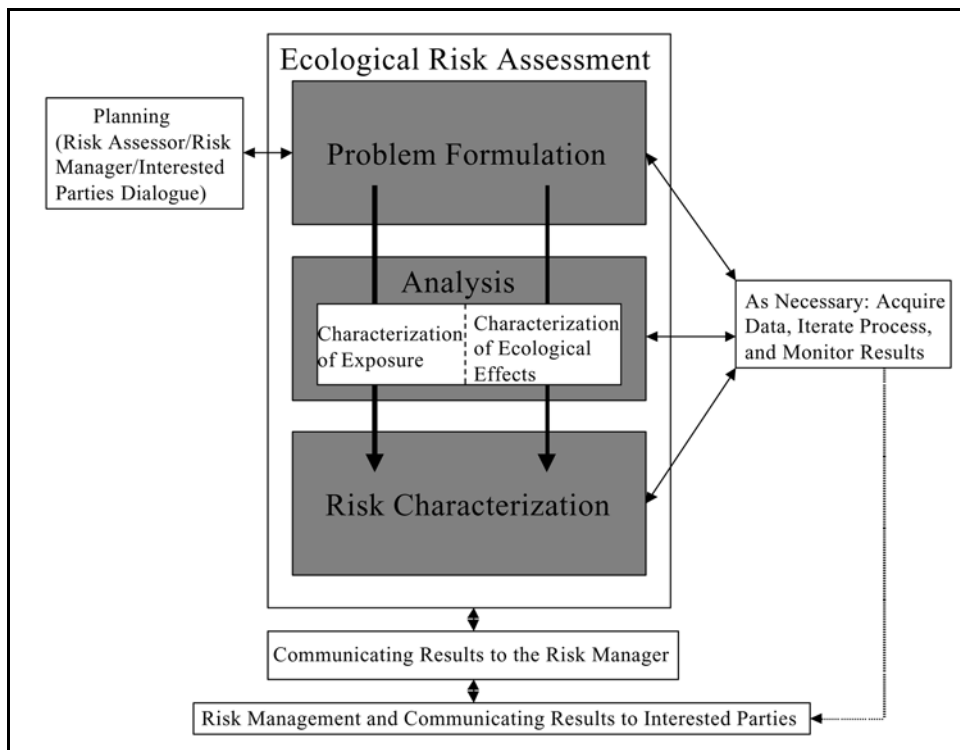 Ecological Risk Assessment
Planning
(Risk Assessor/Risk
Manager/Interested
Parties Dialogue)
Problem Formulation
Analysis
Characterization
of Exposure
Characterization
of Ecological
Effects
As Necessary: Acquire
Data, Iterate Process,
and Monitor Results
Risk Characterization
Communicating Results to the Risk Manager
Risk Management and Communicating Results to Interested Parties